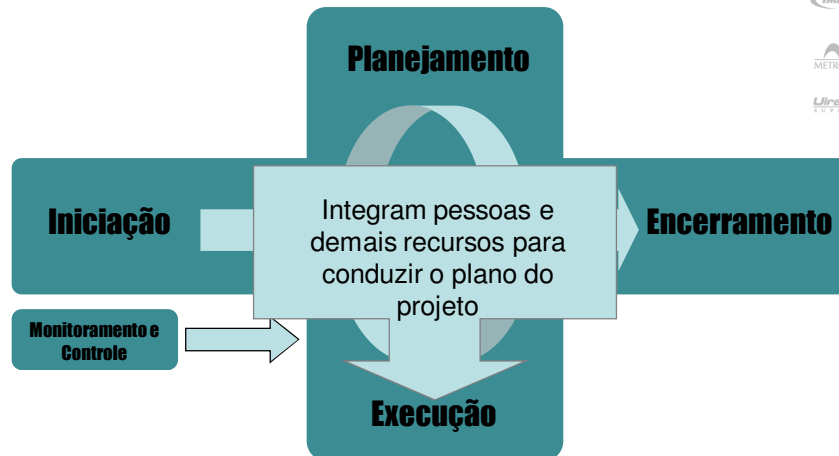 Planejamento
Iniciação
Integram pessoas e
demais recursos para
conduzir o plano do
projeto
Encerramento
Monitoramento e
Controle
Execução